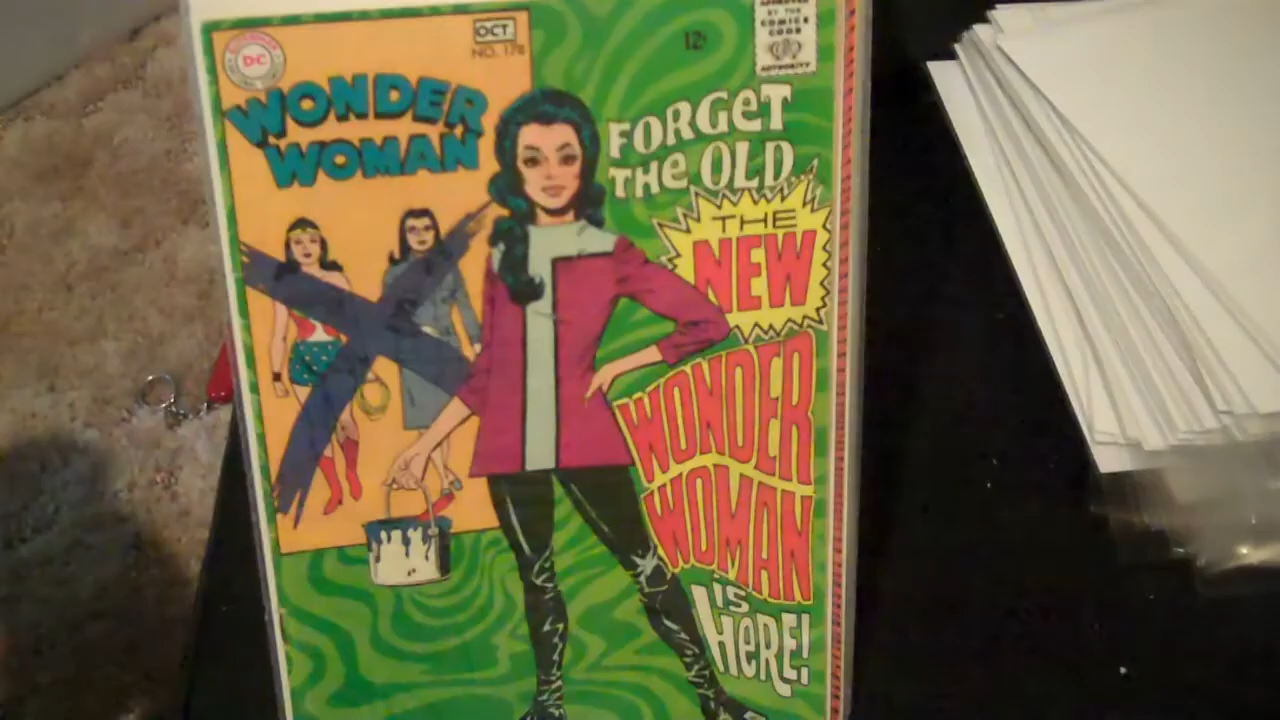 DC
OCT.
NO. 178
12¢
APPROVED
BY THE
COMICS
CODE
AUTHORITY
WONDER
WOMAN
FORGET
THE OLD..
THE
NEW
WONDER
WOMAN
IS
HERE!